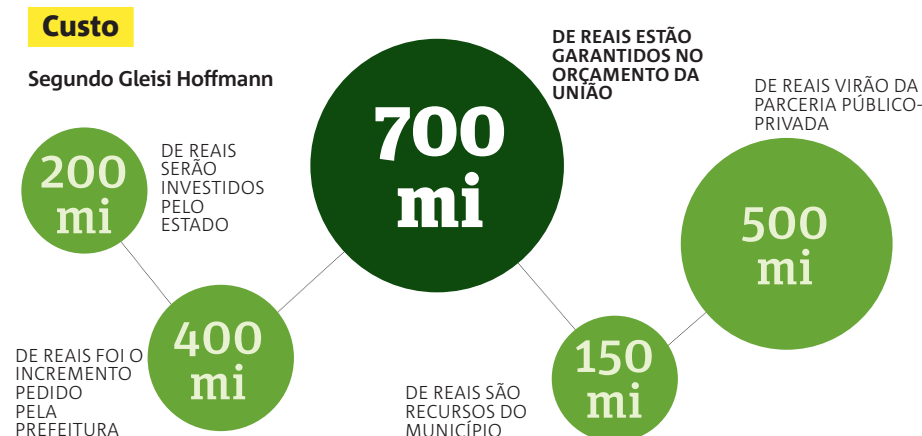 Custo
Segundo Gleisi Hoffmann
200
mi
DE REAIS
SERÃO
INVESTIDOS
PELO
ESTADO
400
mi
DE REAIS FOI O
INCREMENTO
PEDIDO
PELA
PREFEITURA
700
mi
DE REAIS ESTÃO
GARANTIDOS NO
ORÇAMENTO DA
UNIÃO
150
mi
DE REAIS SÃO
RECURSOS DO
MUNICÍPIO
500
mi
DE REAIS VIRÃO DA
PARCERIA PÚBLICO-
PRIVADA